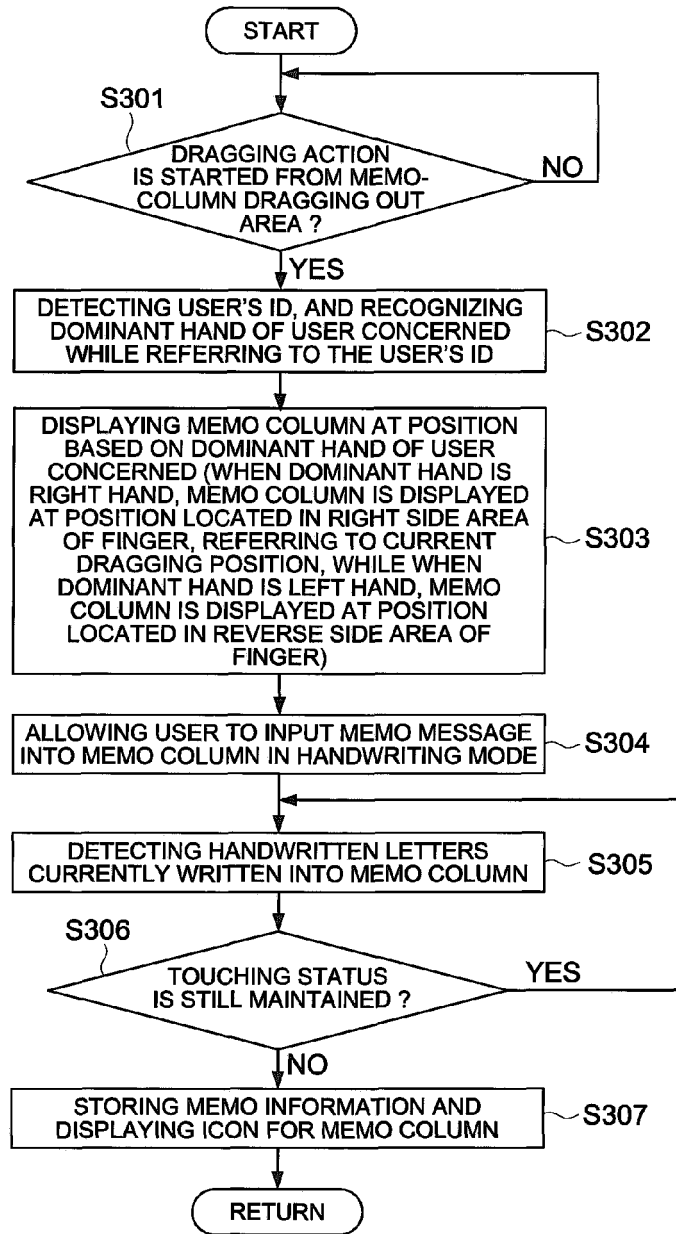 START
S301
DRAGGING ACTION
IS STARTED FROM MEMO-
COLUMN DRAGGING OUT
AREA ?
NO
YES
DETECTING USER'S ID, AND RECOGNIZING
DOMINANT HAND OF USER CONCERNED
WHILE REFERRING TO THE USER'S ID
S302
DISPLAYING MEMO COLUMN AT POSITION
BASED ON DOMINANT HAND OF USER
CONCERNED (WHEN DOMINANT HAND IS
RIGHT HAND, MEMO COLUMN IS DISPLAYED
AT POSITION LOCATED IN RIGHT SIDE AREA
OF FINGER, REFERRING TO CURRENT
DRAGGING POSITION, WHILE WHEN
DOMINANT HAND IS LEFT HAND, MEMO
COLUMN IS DISPLAYED AT POSITION
LOCATED IN REVERSE SIDE AREA OF
FINGER)
S303
ALLOWING USER TO INPUT MEMO MESSAGE
INTO MEMO COLUMN IN HANDWRITING MODE
S304
DETECTING HANDWRITTEN LETTERS
CURRENTLY WRITTEN INTO MEMO COLUMN
S305
S306
TOUCHING STATUS
IS STILL MAINTAINED ?
YES
NO
STORING MEMO INFORMATION AND
DISPLAYING ICON FOR MEMO COLUMN
S307
RETURN